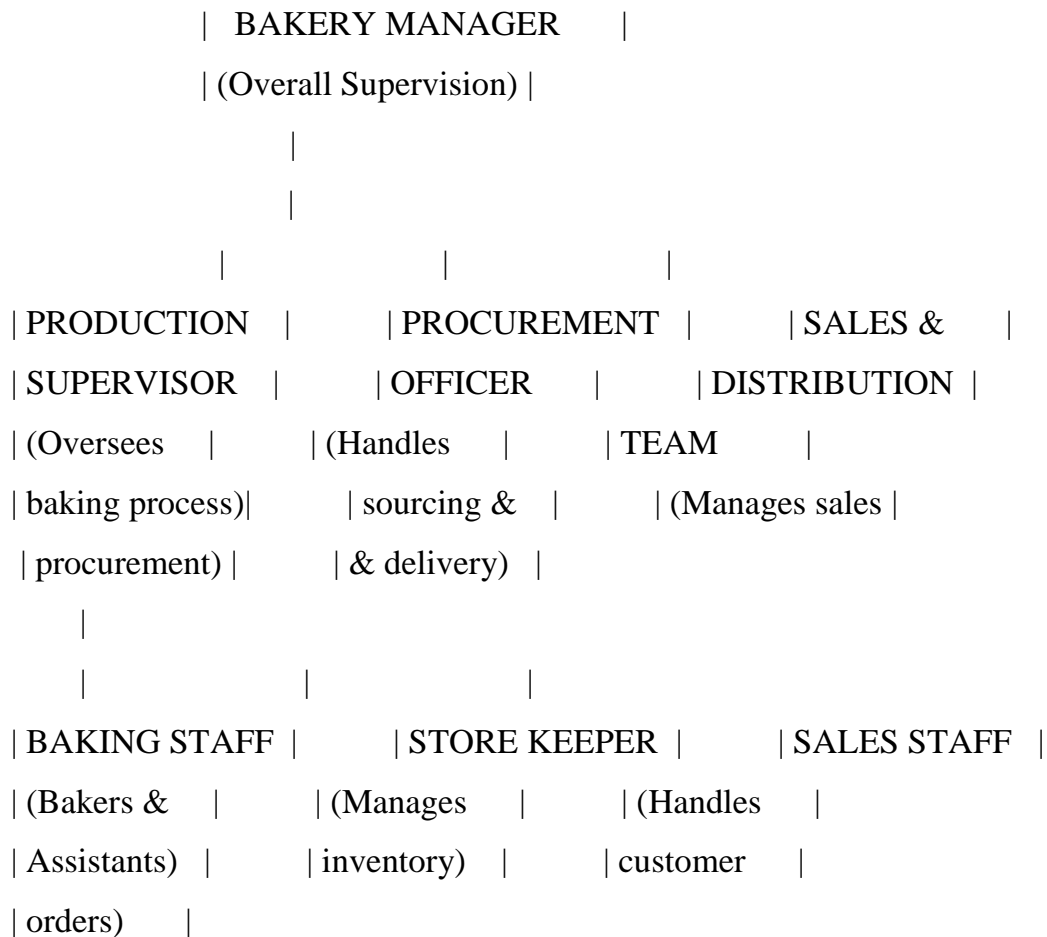 | BAKERY MANAGER |
| (Overall Supervision) |
|
|
| | |
| PRODUCTION | | PROCUREMENT | | SALES & |
| SUPERVISOR | | OFFICER | | DISTRIBUTION |
| (Oversees | | (Handles | | TEAM |
| baking process)| | sourcing & | | (Manages sales |
| procurement) | | & delivery) |
|
| | |
| BAKING STAFF | | STORE KEEPER | | SALES STAFF |
| (Bakers & | | (Manages | | (Handles |
| Assistants) | | inventory) | | customer |
| orders) |